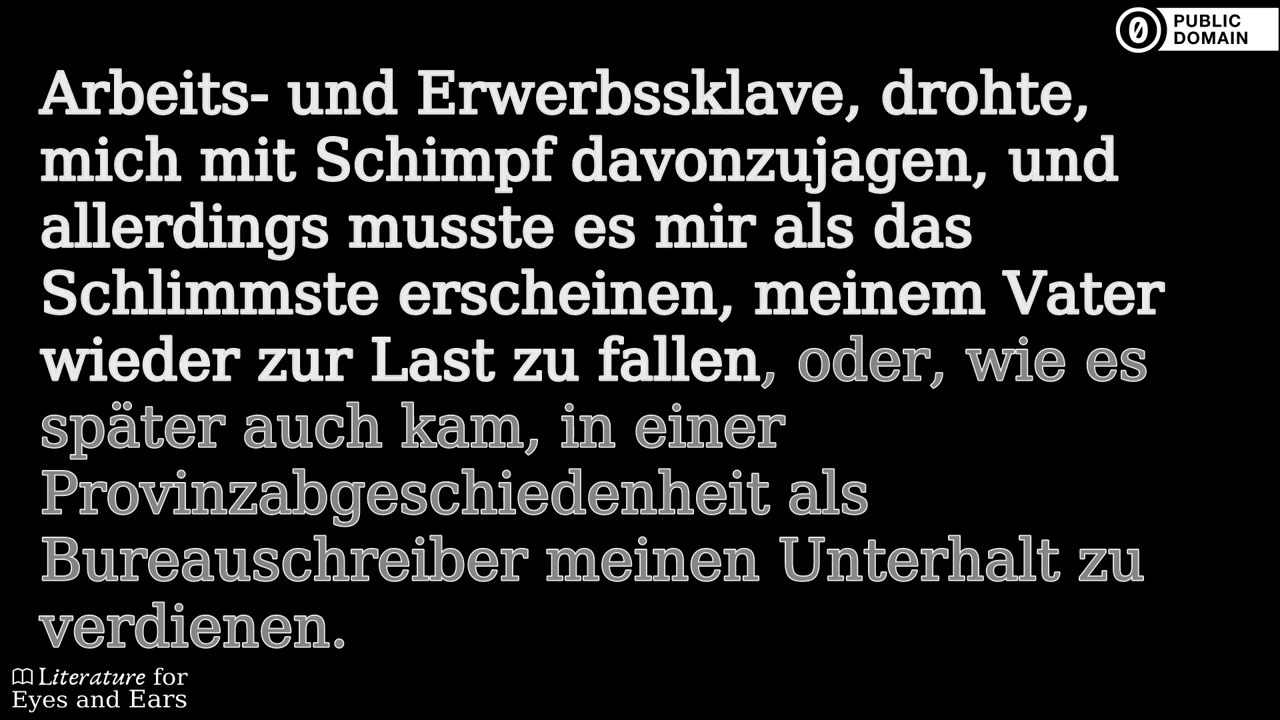 PUBLIC
DOMAIN
Arbeits- und Erwerbssklave, drohte,
mich mit Schimpf davonzujagen, und
allerdings musste es mir als das
Schlimmste erscheinen, meinem Vater
wieder zur Last zu fallen, oder, wie es
später auch kam, in einer
Provinzabgeschiedenheit als
Bureauschreiber meinen Unterhalt zu
verdienen.
Literature for
Eyes and Ears